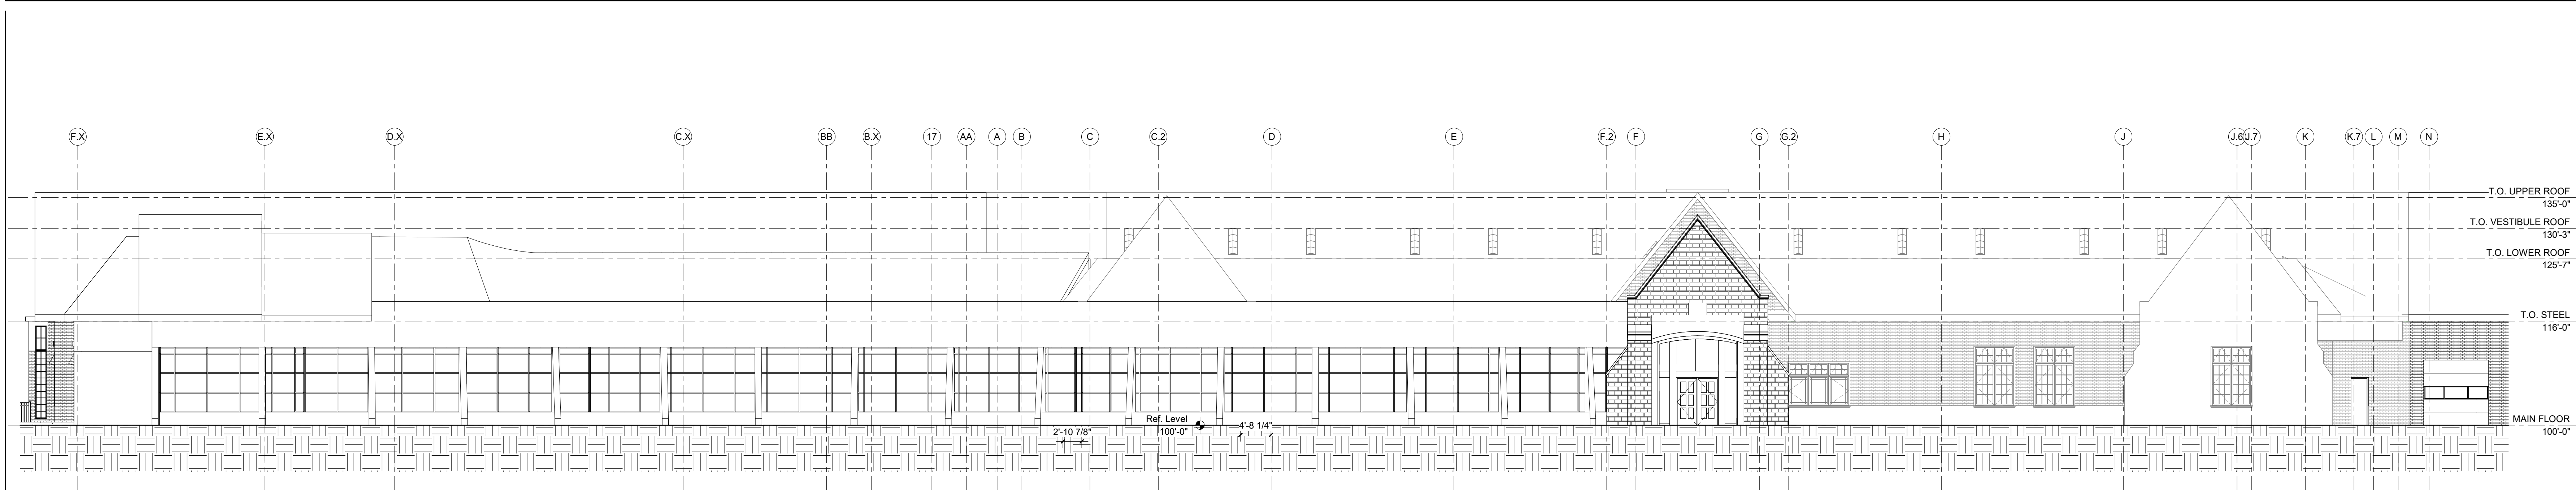 F.X
E.X
D.X
C.X
BB
B.X
17
AA
A
B
C
C.2
D
E
F.2
F
G
G.2
H
J
J.6
J.7
K
K.7
L
M
N
T.O. UPPER ROOF
135'-0"
T.O. VESTIBULE ROOF
130'-3"
T.O. LOWER ROOF
125'-7"
T.O. STEEL
116'-0"
Ref. Level
100'-0"
2'-10 7/8"
4'-8 1/4"
MAIN FLOOR
100'-0"